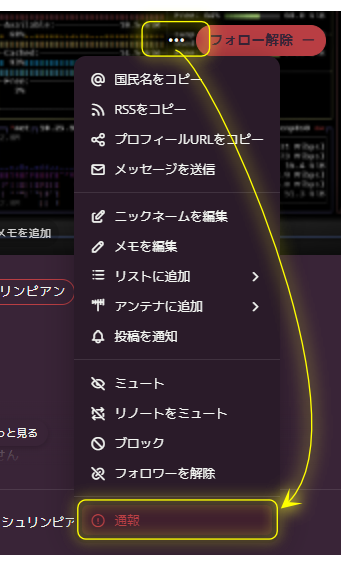 Available:
フォロー解除
国民名をコピー
RSSをコピー
プロフィールURLをコピー
メッセージを送信
ニックネームを編集
メモを追加
メモを編集
リストに追加
リンピアン
アンテナに追加
投稿を通知
ミュート
リノートをミュート
っと見る
ブロック
せん
フォロワーを解除
シュリンピア
通報